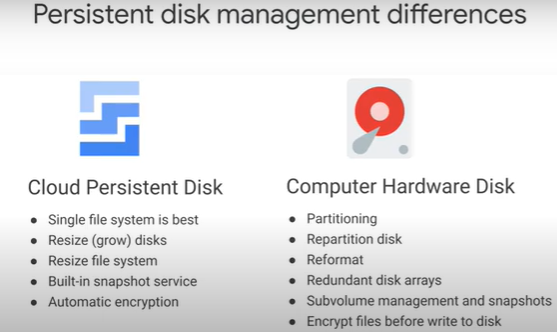 Persistent disk management differences
Cloud Persistent Disk
• Single file system is best
• Resize (grow) disks
• Resize file system
• Built-in snapshot service
• Automatic encryption
Computer Hardware Disk
• Partitioning
• Repartition disk
• Reformat
• Redundant disk arrays
• Subvolume management and snapshots
• Encrypt files before write to disk